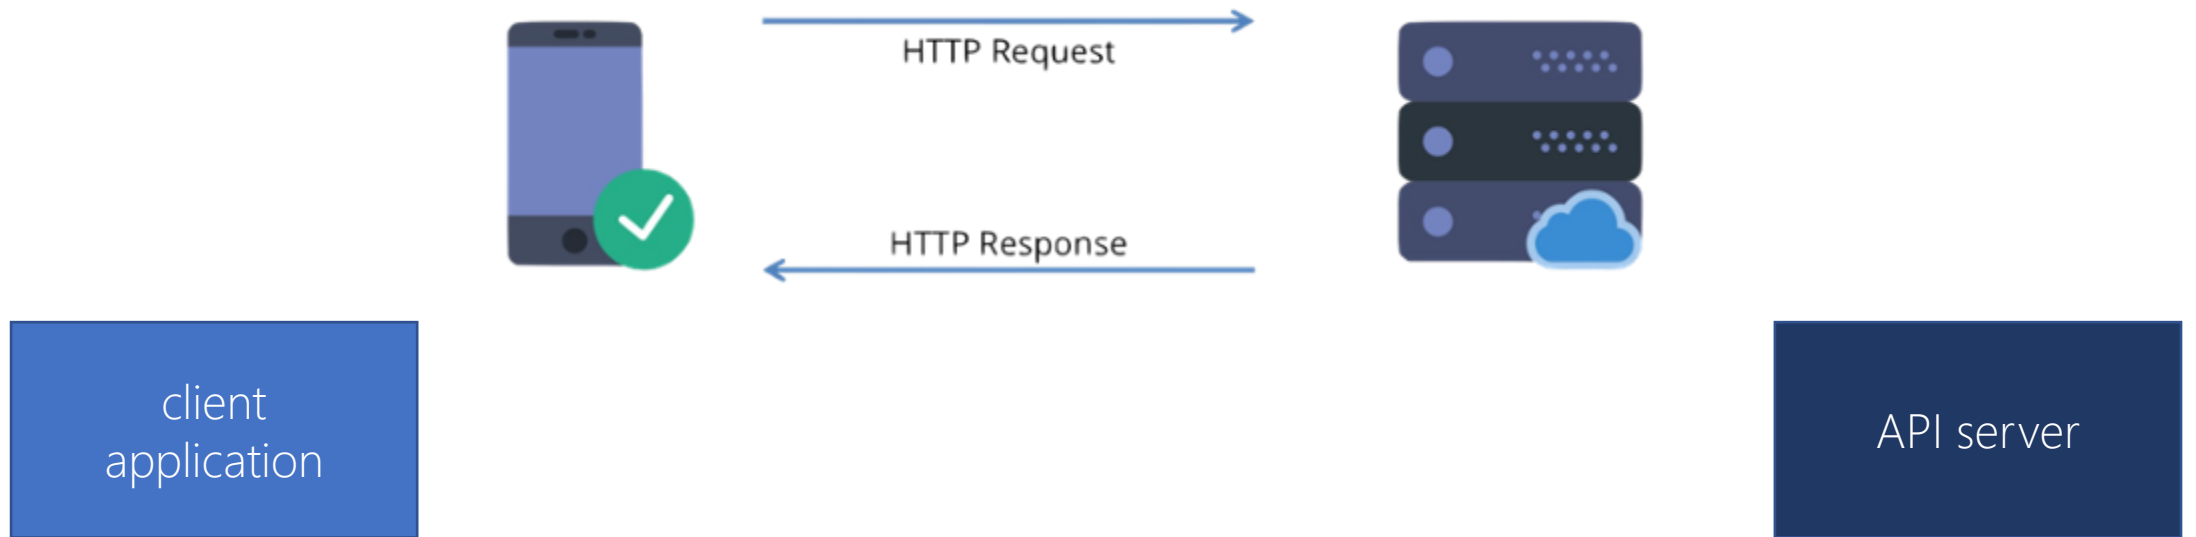 HTTP Request
HTTP Response
client
application
API server